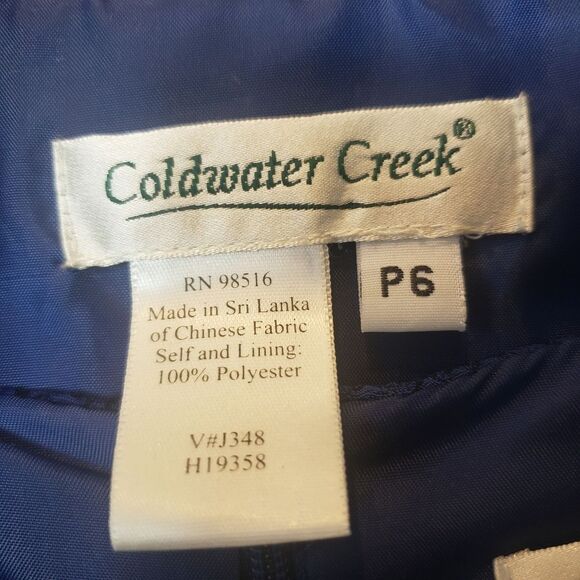 Coldwater Creek®
P6
RN 98516
Made in Sri Lanka
of Chinese Fabric
Self and Lining:
100% Polyester
V#J348
H19358